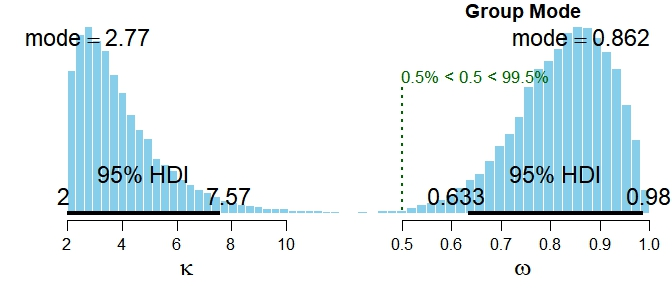 Group Mode
mode = 2.77
mode = 0.862
0.5% < 0.5 < 99.5%
95% HDI
95% HDI
2
7.57
0.633
0.98
2 4 6 8 10
0.5 0.6 0.7 0.8 0.9 1.0
κ
ω